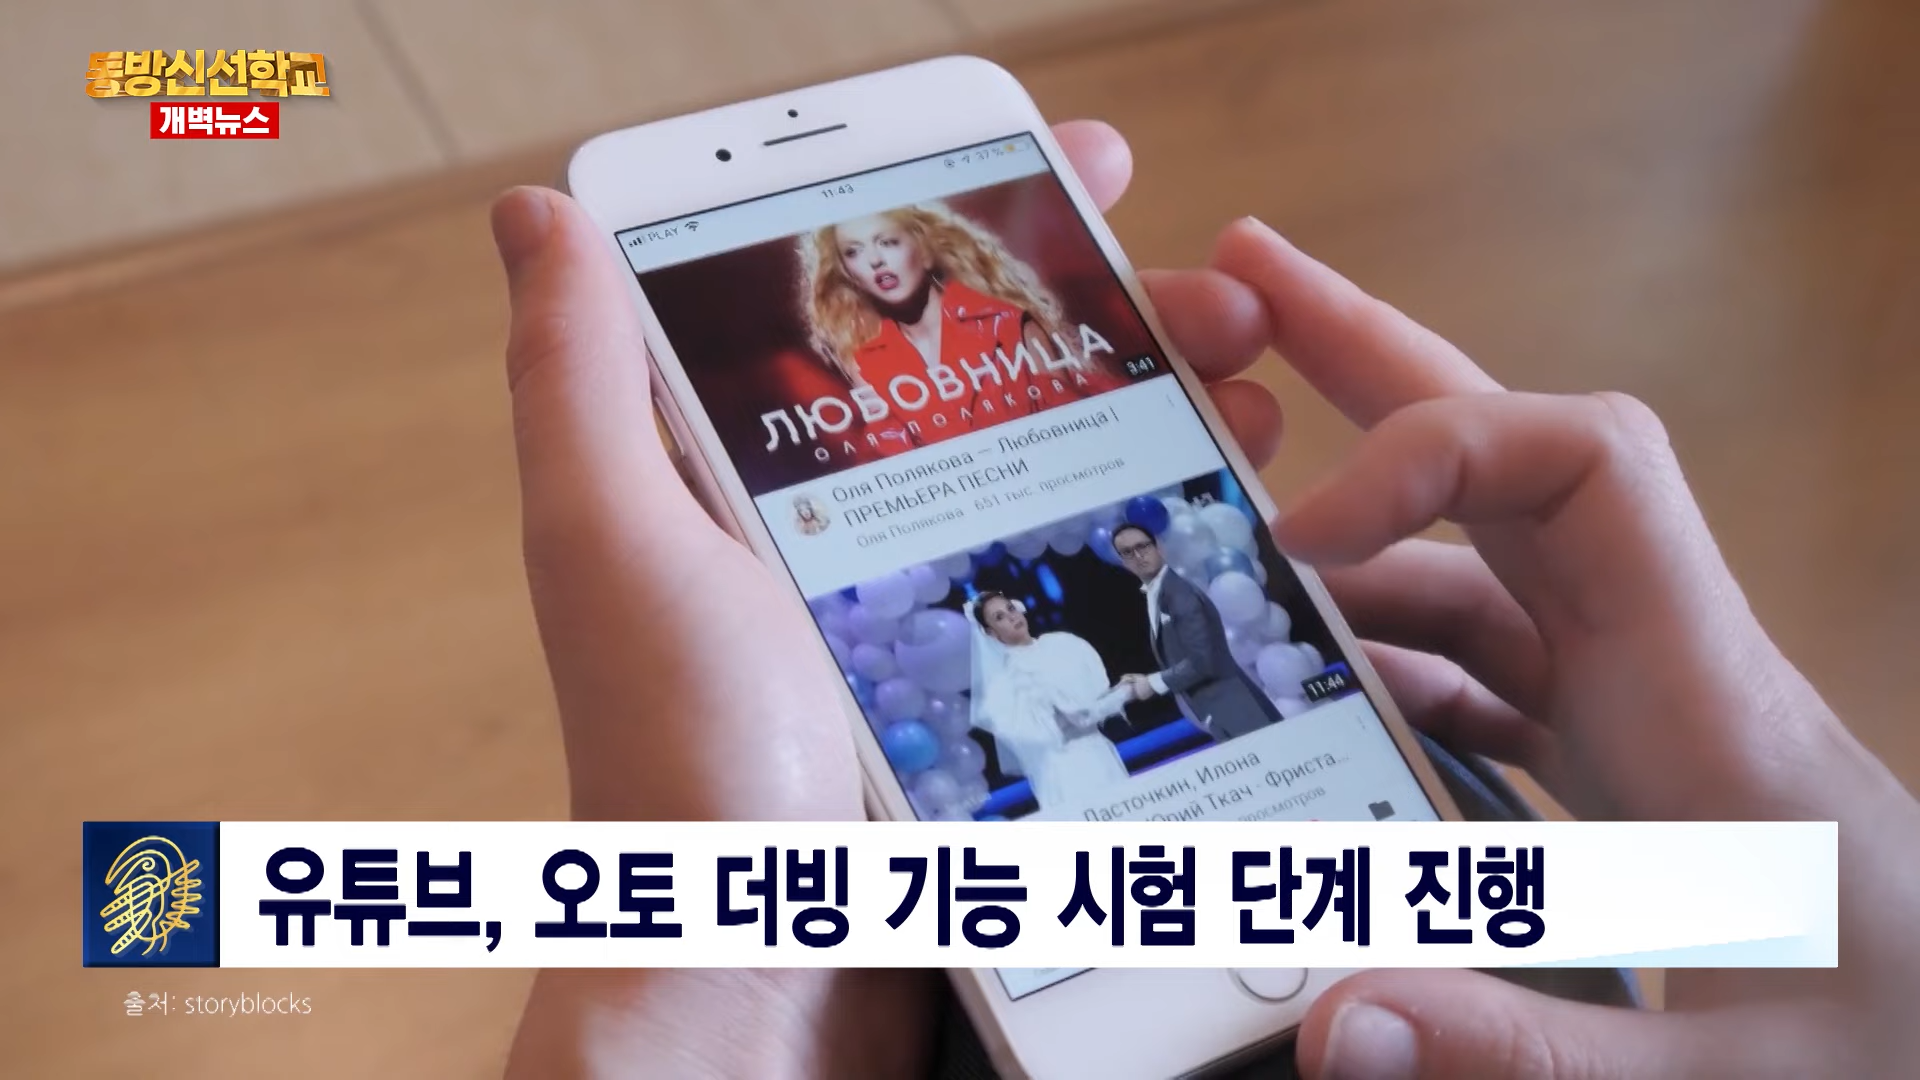 동방신선학교
개벽뉴스
PLAY
11:43
37 %
ЛЮБОВНИЦА
ОЛЯ ПОЛЯКОВА
9:41
Оля Полякова — Любовница |
ПРЕМЬЕРА ПЕСНИ
Оля Полякова 651 тыс. просмотров
11:44
Ласточкин, Илона
Юрий Ткач - Фриста...
просмотров
유튜브, 오토 더빙 기능 시험 단계 진행
출처: storyblocks